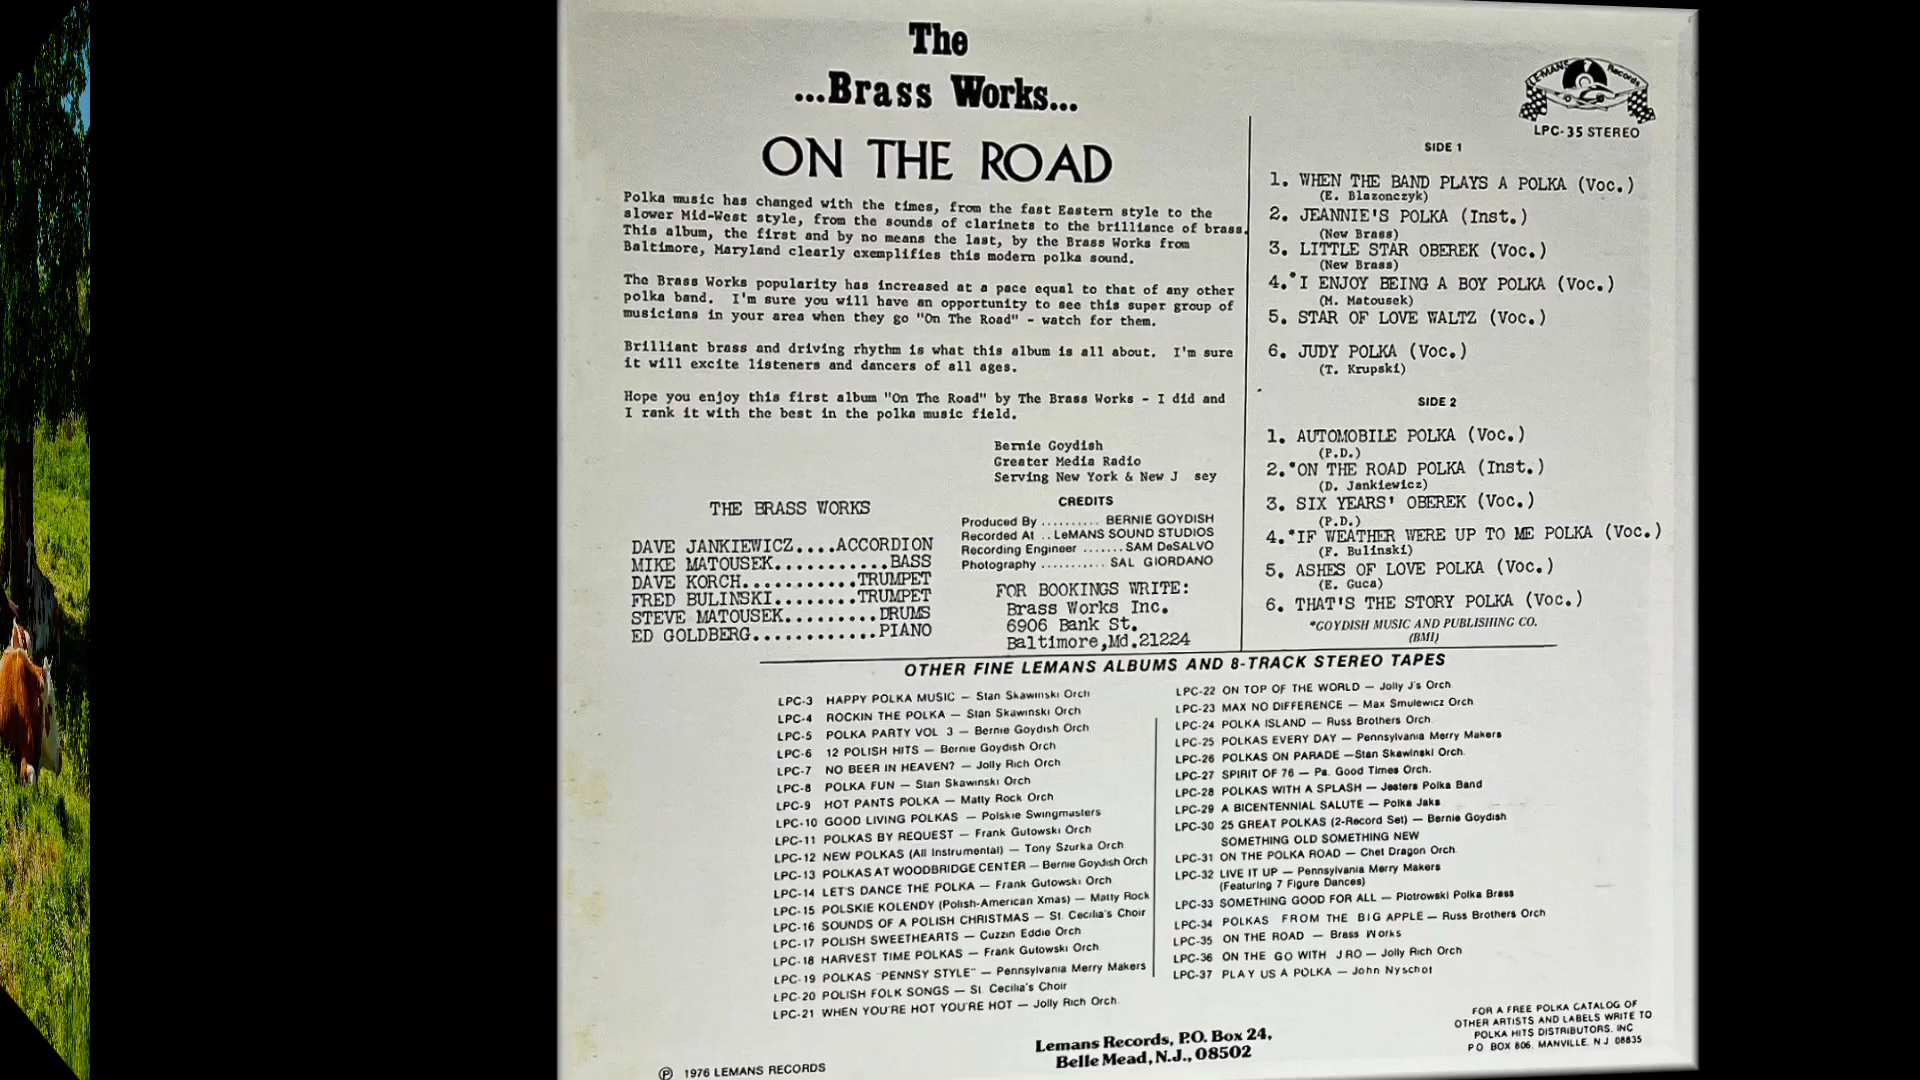 The
...Brass Works...
ON THE ROAD
Polka music has changed with the times, from the fast Eastern style to the
slower Mid-West style, from the sounds of clarinets to the brilliance of brass.
This album, the first and by no means the last, by the Brass Works from
Baltimore, Maryland clearly exemplifies this modern polka sound.
The Brass Works popularity has increased at a pace equal to that of any other
polka band. I'm sure you will have an opportunity to see this super group of
musicians in your area when they go "On The Road" - watch for them.
Brilliant brass and driving rhythm is what this album is all about. I'm sure
it will excite listeners and dancers of all ages.
Hope you enjoy this first album "On The Road" by The Brass Works - I did and
I rank it with the best in the polka music field.
Bernie Goydish
Greater Media Radio
Serving New York & New J sey
THE BRASS WORKS
DAVE JANKIEWICZ....ACCORDION
MIKE MATOUSEK...........BASS
DAVE KORCH...........TRUMPET
FRED BULINSKI........TRUMPET
STEVE MATOUSEK.........DRUMS
ED GOLDBERG............PIANO
CREDITS
Produced By .......... BERNIE GOYDISH
Recorded At .. LeMANS SOUND STUDIOS
Recording Engineer ....... SAM DeSALVO
Photography .......... SAL GIORDANO
FOR BOOKINGS WRITE:
Brass Works Inc.
6906 Bank St.
Baltimore,Md.21224
LE-MANS Records
LPC-35 STEREO
SIDE 1
1. WHEN THE BAND PLAYS A POLKA (Voc.)
(E. Blazonczyk)
2. JEANNIE'S POLKA (Inst.)
(New Brass)
3. LITTLE STAR OBEREK (Voc.)
(New Brass)
4.*I ENJOY BEING A BOY POLKA (Voc.)
(M. Matousek)
5. STAR OF LOVE WALTZ (Voc.)
6. JUDY POLKA (Voc.)
(T. Krupski)
SIDE 2
1. AUTOMOBILE POLKA (Voc.)
(P.D.)
2.*ON THE ROAD POLKA (Inst.)
(D. Jankiewicz)
3. SIX YEARS' OBEREK (Voc.)
(P.D.)
4.*IF WEATHER WERE UP TO ME POLKA (Voc.)
(F. Bulinski)
5. ASHES OF LOVE POLKA (Voc.)
(E. Guca)
6. THAT'S THE STORY POLKA (Voc.)
*GOYDISH MUSIC AND PUBLISHING CO.
(BMI)
OTHER FINE LEMANS ALBUMS AND 8-TRACK STEREO TAPES
LPC-3 HAPPY POLKA MUSIC — Stan Skawinski Orch
LPC-4 ROCKIN THE POLKA — Stan Skawinski Orch
LPC-5 POLKA PARTY VOL 3 — Bernie Goydish Orch
LPC-6 12 POLISH HITS — Bernie Goydish Orch
LPC-7 NO BEER IN HEAVEN? — Jolly Rich Orch
LPC-8 POLKA FUN — Stan Skawinski Orch
LPC-9 HOT PANTS POLKA — Matty Rock Orch
LPC-10 GOOD LIVING POLKAS — Polskie Swingmasters
LPC-11 POLKAS BY REQUEST — Frank Gutowski Orch
LPC-12 NEW POLKAS (All Instrumental) — Tony Szurka Orch
LPC-13 POLKAS AT WOODBRIDGE CENTER — Bernie Goydish Orch
LPC-14 LET'S DANCE THE POLKA — Frank Gutowski Orch
LPC-15 POLSKIE KOLENDY (Polish-American Xmas) — Matty Rock
LPC-16 SOUNDS OF A POLISH CHRISTMAS — St. Cecilia's Choir
LPC-17 POLISH SWEETHEARTS — Cuzzin Eddie Orch
LPC-18 HARVEST TIME POLKAS — Frank Gutowski Orch
LPC-19 POLKAS "PENNSY STYLE" — Pennsylvania Merry Makers
LPC-20 POLISH FOLK SONGS — St. Cecilia's Choir
LPC-21 WHEN YOU'RE HOT YOU'RE HOT — Jolly Rich Orch
LPC-22 ON TOP OF THE WORLD — Jolly J's Orch
LPC-23 MAX NO DIFFERENCE — Max Smulewicz Orch
LPC-24 POLKA ISLAND — Russ Brothers Orch
LPC-25 POLKAS EVERY DAY — Pennsylvania Merry Makers
LPC-26 POLKAS ON PARADE —Stan Skawinski Orch.
LPC-27 SPIRIT OF 76 — Pa. Good Times Orch.
LPC-28 POLKAS WITH A SPLASH — Jesters Polka Band
LPC-29 A BICENTENNIAL SALUTE — Polka Jaks
LPC-30 25 GREAT POLKAS (2-Record Set) — Bernie Goydish
SOMETHING OLD SOMETHING NEW
LPC-31 ON THE POLKA ROAD — Chet Dragon Orch
LPC-32 LIVE IT UP — Pennsylvania Merry Makers
(Featuring 7 Figure Dances)
LPC-33 SOMETHING GOOD FOR ALL — Piotrowski Polka Brass
LPC-34 POLKAS FROM THE BIG APPLE — Russ Brothers Orch
LPC-35 ON THE ROAD — Brass Works
LPC-36 ON THE GO WITH JRO — Jolly Rich Orch
LPC-37 PLAY US A POLKA — John Nyschot
Lemans Records, P.O. Box 24,
Belle Mead, N.J., 08502
FOR A FREE POLKA CATALOG OF
OTHER ARTISTS AND LABELS WRITE TO
POLKA HITS DISTRIBUTORS, INC
P O BOX 806, MANVILLE, N J 08835
Ⓟ 1976 LEMANS RECORDS